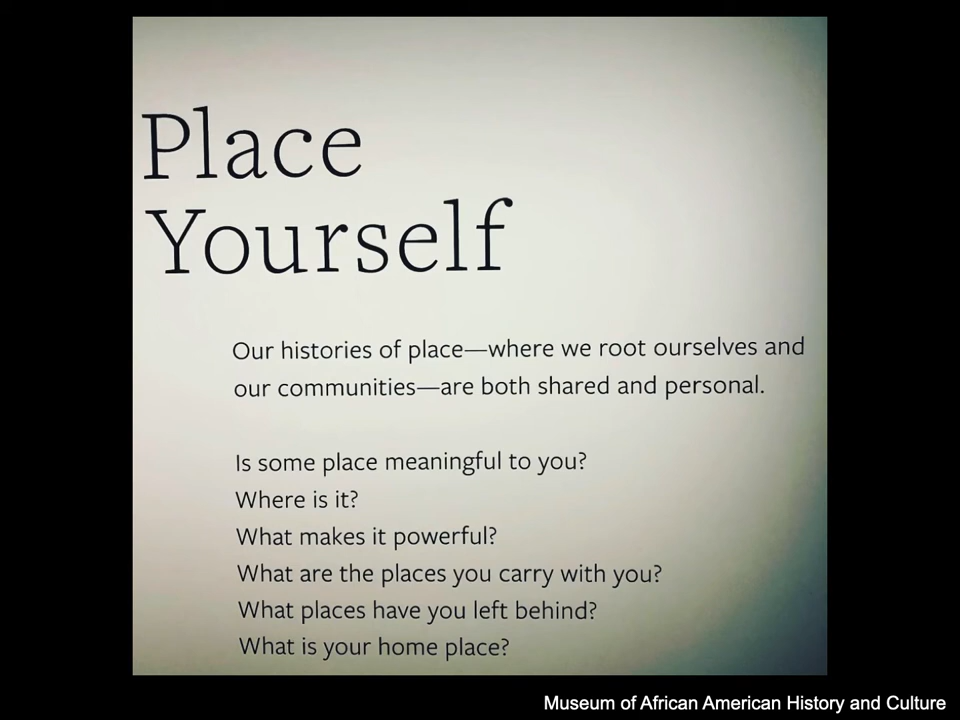 Place
Yourself
Our histories of place—where we root ourselves and
our communities—are both shared and personal.
Is some place meaningful to you?
Where is it?
What makes it powerful?
What are the places you carry with you?
What places have you left behind?
What is your home place?
Museum of African American History and Culture